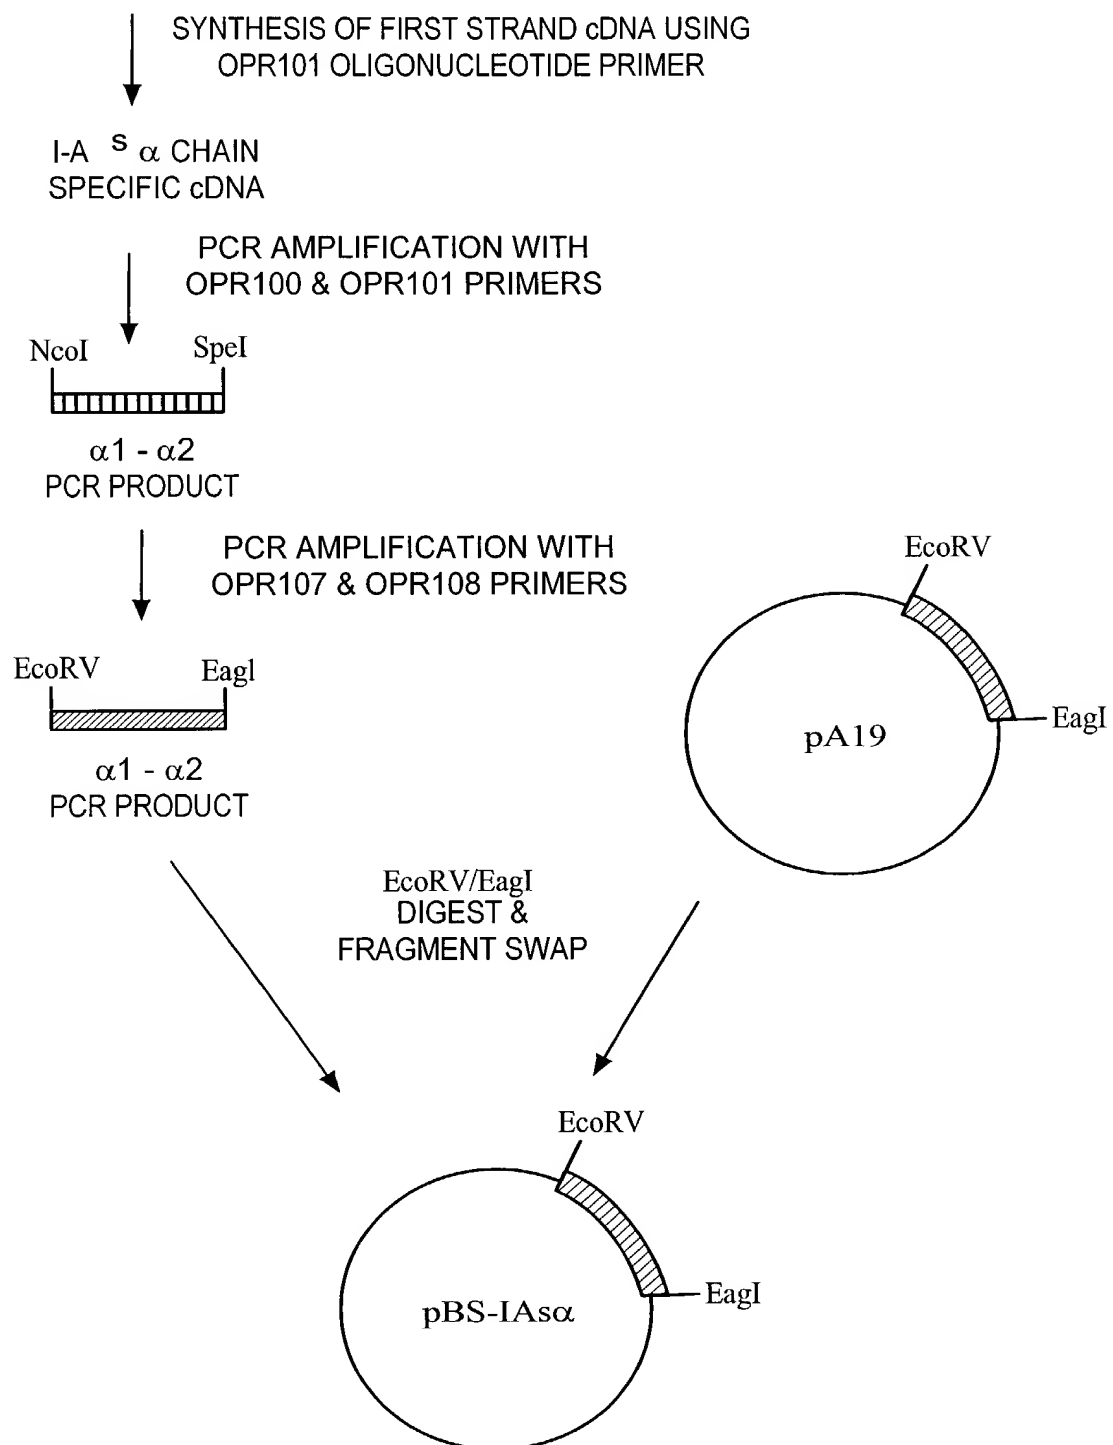 SYNTHESIS OF FIRST STRAND cDNA USING
OPR101 OLIGONUCLEOTIDE PRIMER
I-A S α CHAIN
SPECIFIC cDNA
PCR AMPLIFICATION WITH
OPR100 & OPR101 PRIMERS
NcoI SpeI
α1 - α2
PCR PRODUCT
PCR AMPLIFICATION WITH
OPR107 & OPR108 PRIMERS
EcoRV EagI
α1 - α2
PCR PRODUCT
EcoRV
EagI
pA19
EcoRV/EagI
DIGEST &
FRAGMENT SWAP
EcoRV
EagI
pBS-IAsα